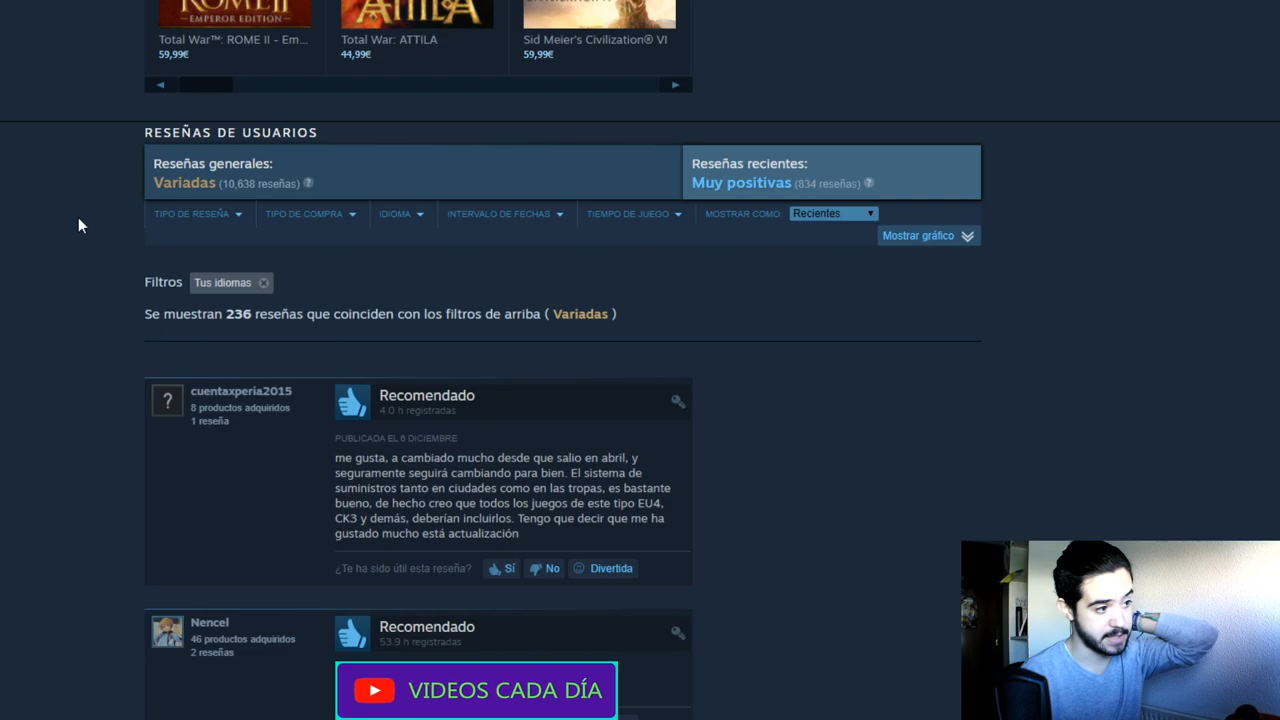 ROME II
EMPEROR EDITION
ATTILA
Total War™: ROME II - Em...
Total War: ATTILA
Sid Meier's Civilization® VI
59,99€
44,99€
59,99€
RESEÑAS DE USUARIOS
Reseñas generales:
Variadas (10,638 reseñas) ?
Reseñas recientes:
Muy positivas (834 reseñas) ?
TIPO DE RESEÑA TIPO DE COMPRA IDIOMA INTERVALO DE FECHAS TIEMPO DE JUEGO MOSTRAR COMO: Recientes
Mostrar gráfico
Filtros Tus idiomas
Se muestran 236 reseñas que coinciden con los filtros de arriba ( Variadas )
?
cuentaxperia2015
8 productos adquiridos
1 reseña
Recomendado
4.0 h registradas
PUBLICADA EL 6 DICIEMBRE
me gusta, a cambiado mucho desde que salio en abril, y
seguramente seguirá cambiando para bien. El sistema de
suministros tanto en ciudades como en las tropas, es bastante
bueno, de hecho creo que todos los juegos de este tipo EU4,
CK3 y demás, deberían incluirlos. Tengo que decir que me ha
gustado mucho está actualización
¿Te ha sido útil esta reseña? Sí No Divertida
Nencel
46 productos adquiridos
2 reseñas
Recomendado
53.9 h registradas
VIDEOS CADA DÍA